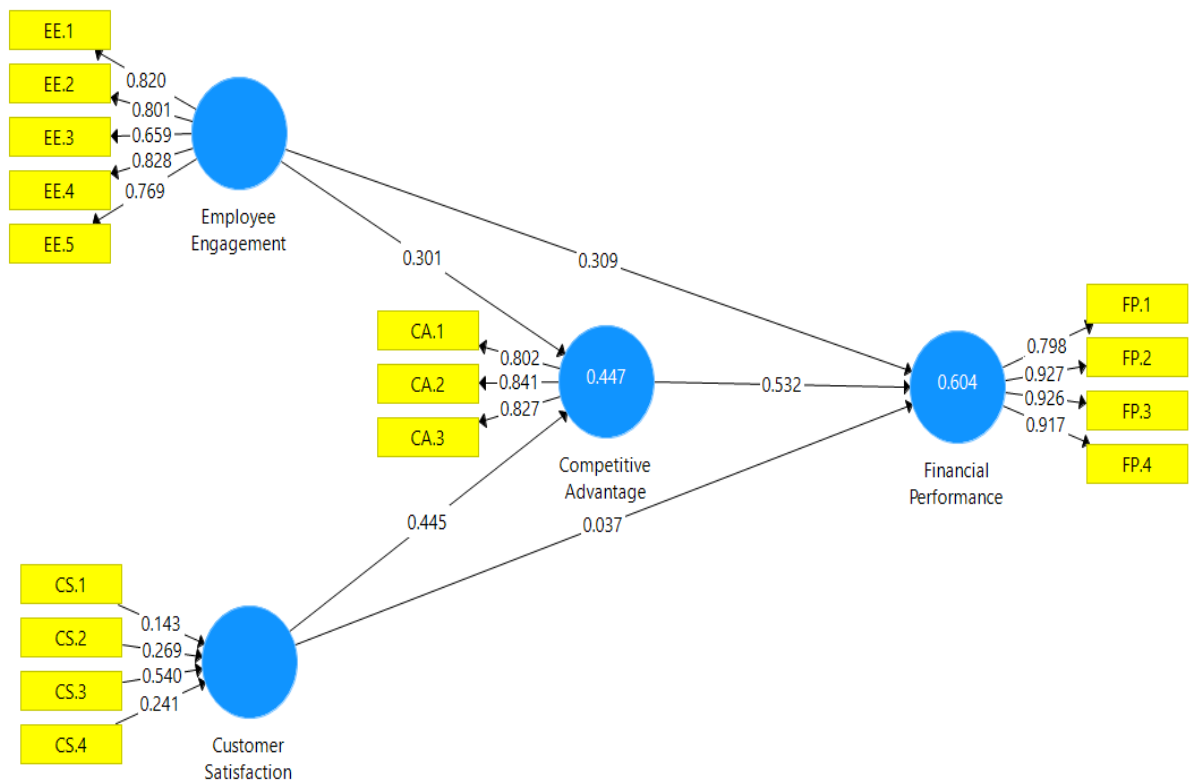 EE.1
0.820
EE.2
0.801
EE.3
0.659
EE.4
0.828
EE.5
0.769
Employee
Engagement
0.301
0.309
CA.1
0.802
CA.2
0.841
CA.3
0.827
0.447
Competitive
Advantage
0.532
0.604
Financial
Performance
FP.1
0.798
FP.2
0.927
FP.3
0.926
FP.4
0.917
0.445
0.037
CS.1
0.143
CS.2
0.269
CS.3
0.540
CS.4
0.241
Customer
Satisfaction